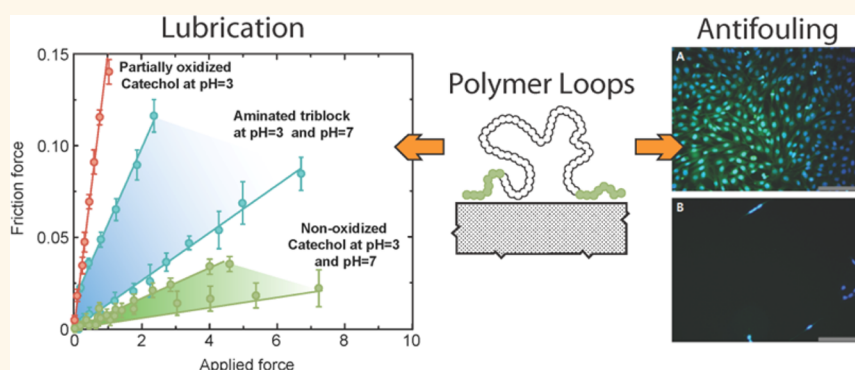 Lubrication
Antifouling
Polymer Loops
0.15
0.10
0.05
0
Friction force
Partially oxidized
Catechol at pH=3
Aminated triblock
at pH=3 and pH=7
Non-oxidized
Catechol at pH=3
and pH=7
0
2
4
6
8
10
Applied force
A
B